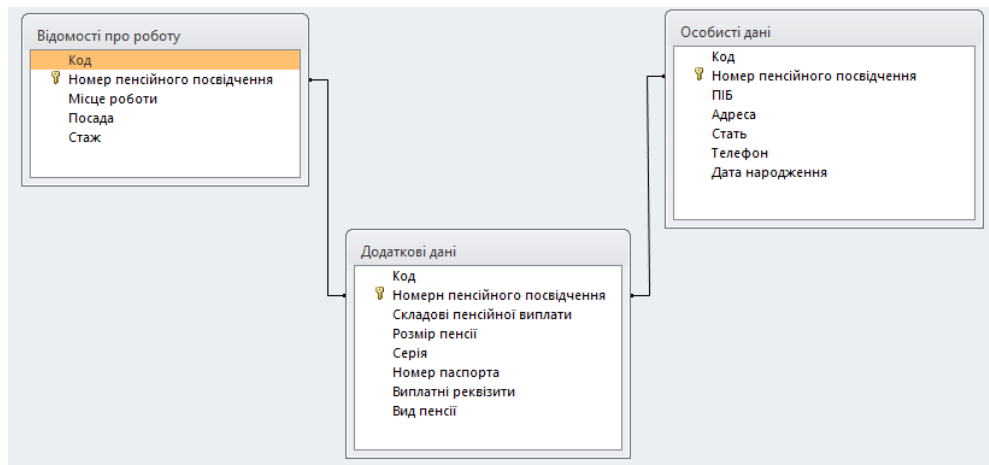 Відомості про роботу
Код
Номер пенсійного посвідчення
Місце роботи
Посада
Стаж
Особисті дані
Код
Номер пенсійного посвідчення
ПІБ
Адреса
Стать
Телефон
Дата народження
Додаткові дані
Код
Номерн пенсійного посвідчення
Складові пенсійної виплати
Розмір пенсії
Серія
Номер паспорта
Виплатні реквізити
Вид пенсії